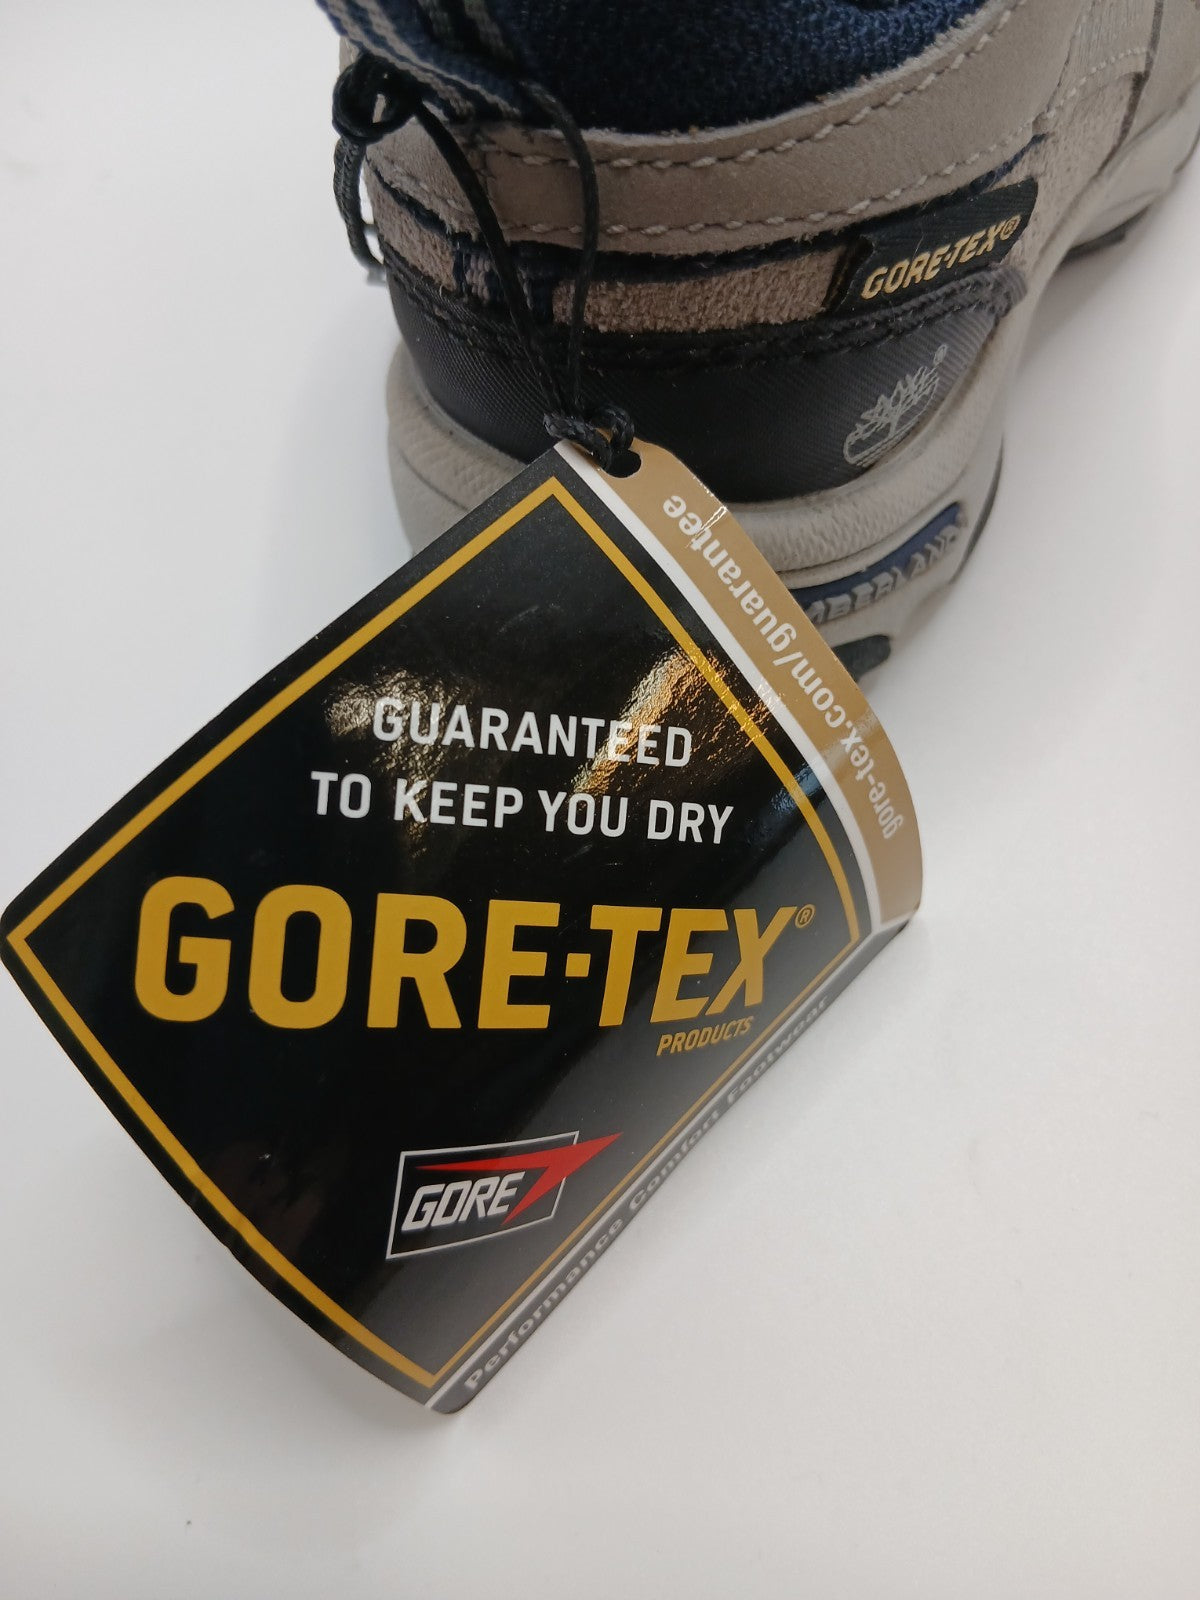 GORE-TEX®
®
gore-tex.com/guarantee
GUARANTEED
TO KEEP YOU DRY
GORE-TEX®
PRODUCTS
GORE
Performance Comfort Footwear